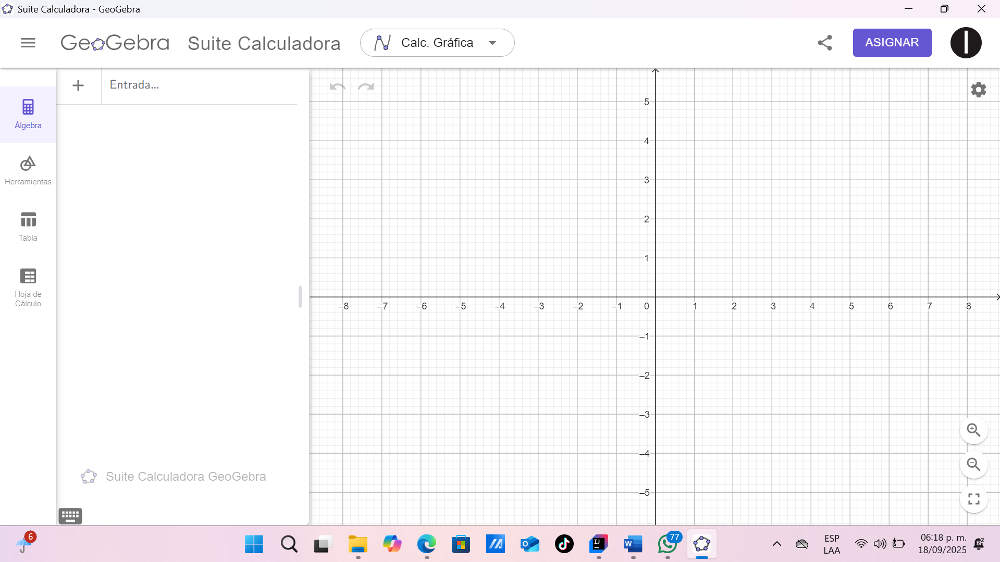 Suite Calculadora - GeoGebra
GeoGebra Suite Calculadora Calc. Gráfica ASIGNAR
Entrada...
Álgebra
Herramientas
Tabla
Hoja de
Cálculo
5
4
3
2
1
–8 –7 –6 –5 –4 –3 –2 –1 0 1 2 3 4 5 6 7 8
–1
–2
–3
–4
–5
Suite Calculadora GeoGebra
6
IJ
W
77
ESP
LAA
06:18 p. m.
18/09/2025